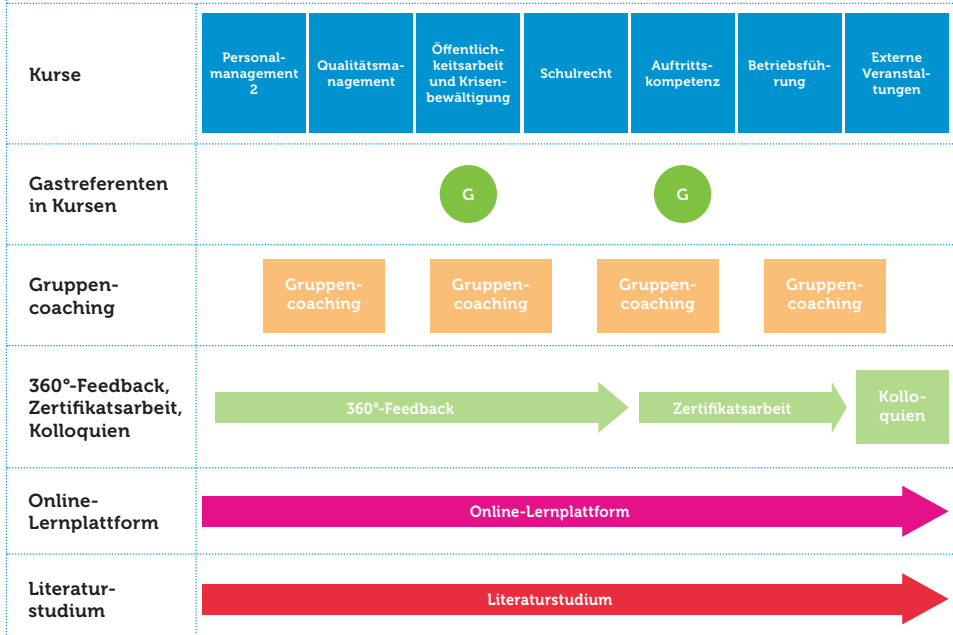 Kurse
Personal-
management
2
Qualitätsma-
nagement
Öffentlich-
keitsarbeit
und Krisen-
bewältigung
Schulrecht
Auftritts-
kompetenz
Betriebsfüh-
rung
Externe
Veranstal-
tungen
Gastreferenten
in Kursen
G
G
Gruppen-
coaching
Gruppen-
coaching
Gruppen-
coaching
Gruppen-
coaching
Gruppen-
coaching
360°-Feedback,
Zertifikatsarbeit,
Kolloquien
360°-Feedback
Zertifikatsarbeit
Kollo-
quien
Online-
Lernplattform
Online-Lernplattform
Literatur-
studium
Literaturstudium